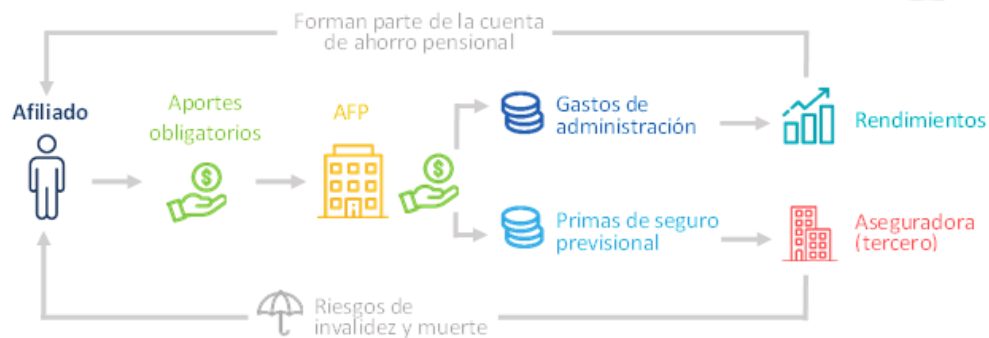 Forman parte de la cuenta
de ahorro pensional
Afiliado
Aportes
obligatorios
AFP
Gastos de
administración
Rendimientos
Primas de seguro
previsional
Aseguradora
(tercero)
Riesgos de
invalidez y muerte